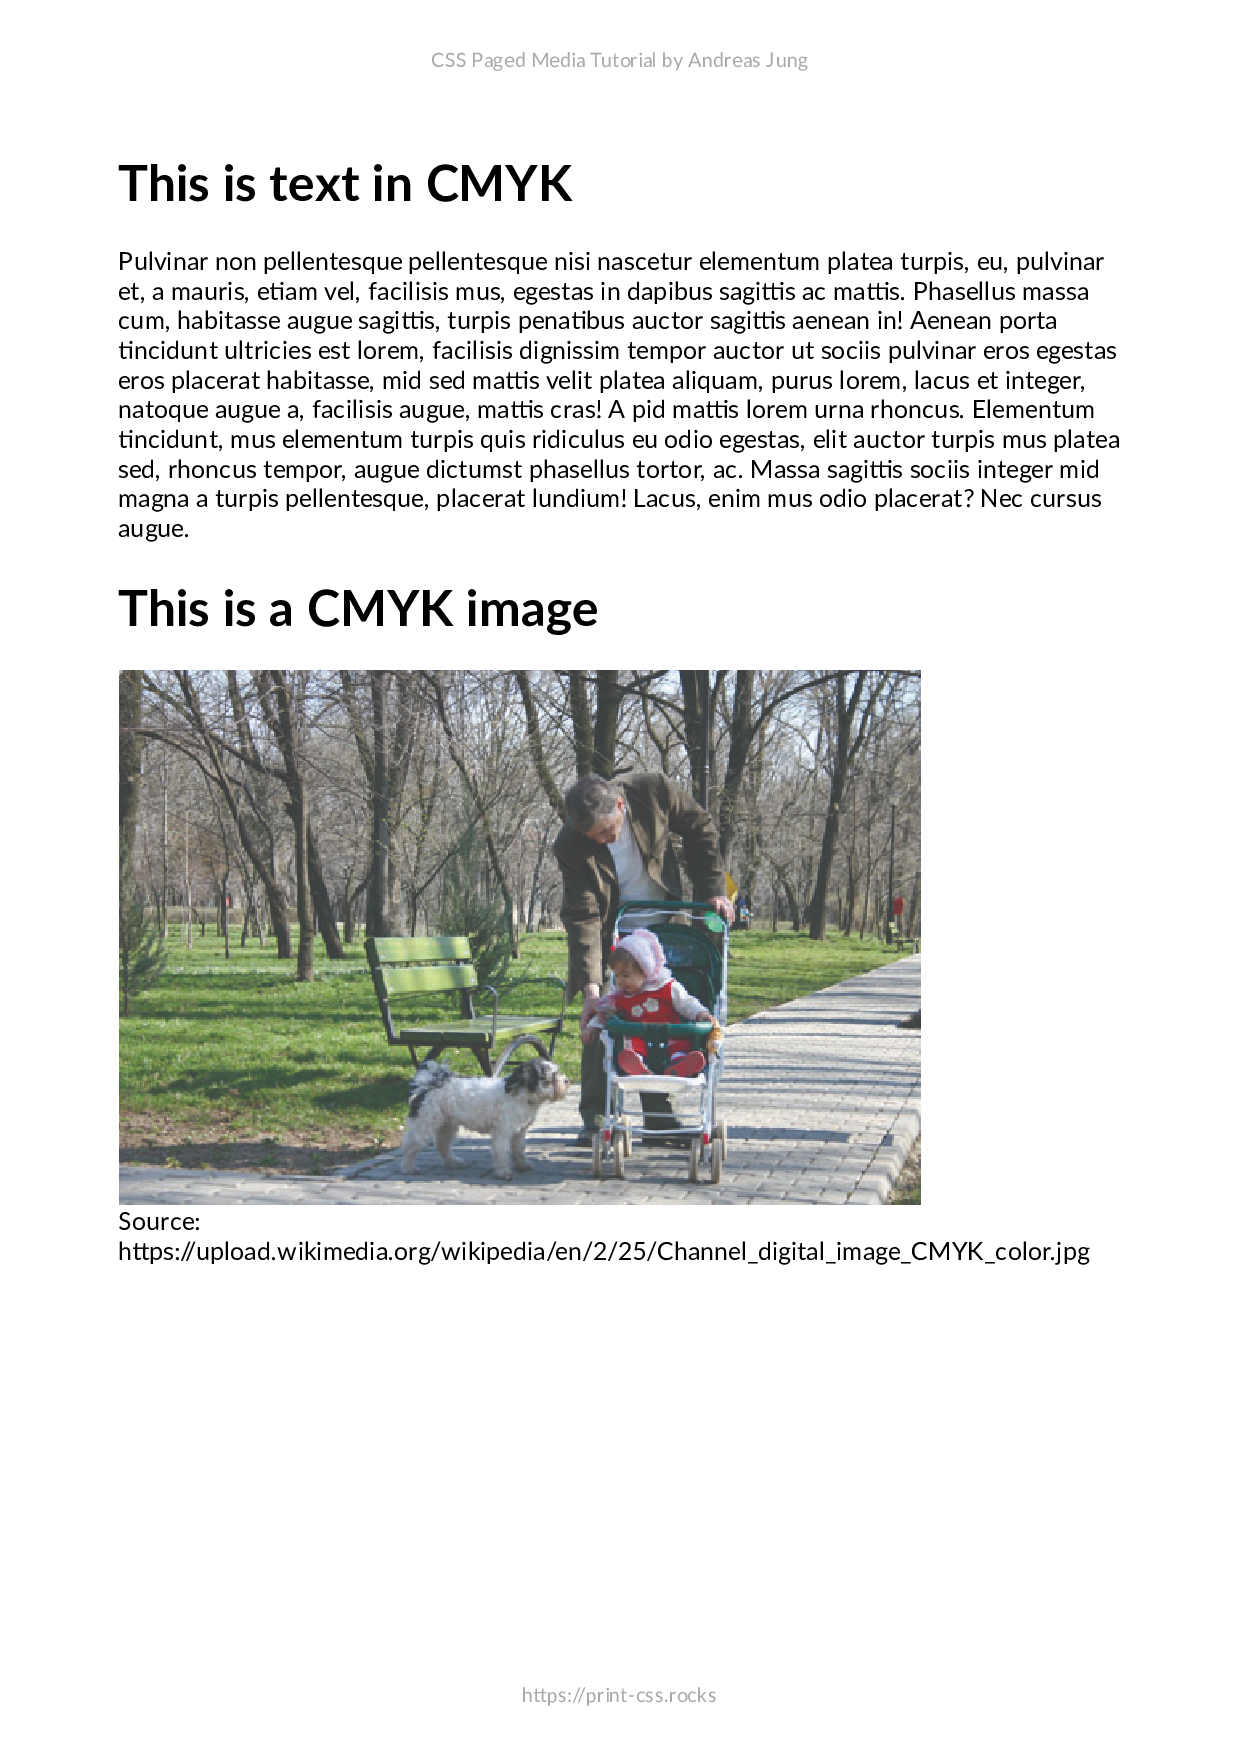 CSS Paged Media Tutorial by Andreas Jung
This is text in CMYK
Pulvinar non pellentesque pellentesque nisi nascetur elementum platea turpis, eu, pulvinar
et, a mauris, etiam vel, facilisis mus, egestas in dapibus sagittis ac mattis. Phasellus massa
cum, habitasse augue sagittis, turpis penatibus auctor sagittis aenean in! Aenean porta
tincidunt ultricies est lorem, facilisis dignissim tempor auctor ut sociis pulvinar eros egestas
eros placerat habitasse, mid sed mattis velit platea aliquam, purus lorem, lacus et integer,
natoque augue a, facilisis augue, mattis cras! A pid mattis lorem urna rhoncus. Elementum
tincidunt, mus elementum turpis quis ridiculus eu odio egestas, elit auctor turpis mus platea
sed, rhoncus tempor, augue dictumst phasellus tortor, ac. Massa sagittis sociis integer mid
magna a turpis pellentesque, placerat lundium! Lacus, enim mus odio placerat? Nec cursus
augue.
This is a CMYK image
Source:
https://upload.wikimedia.org/wikipedia/en/2/25/Channel_digital_image_CMYK_color.jpg
https://print-css.rocks